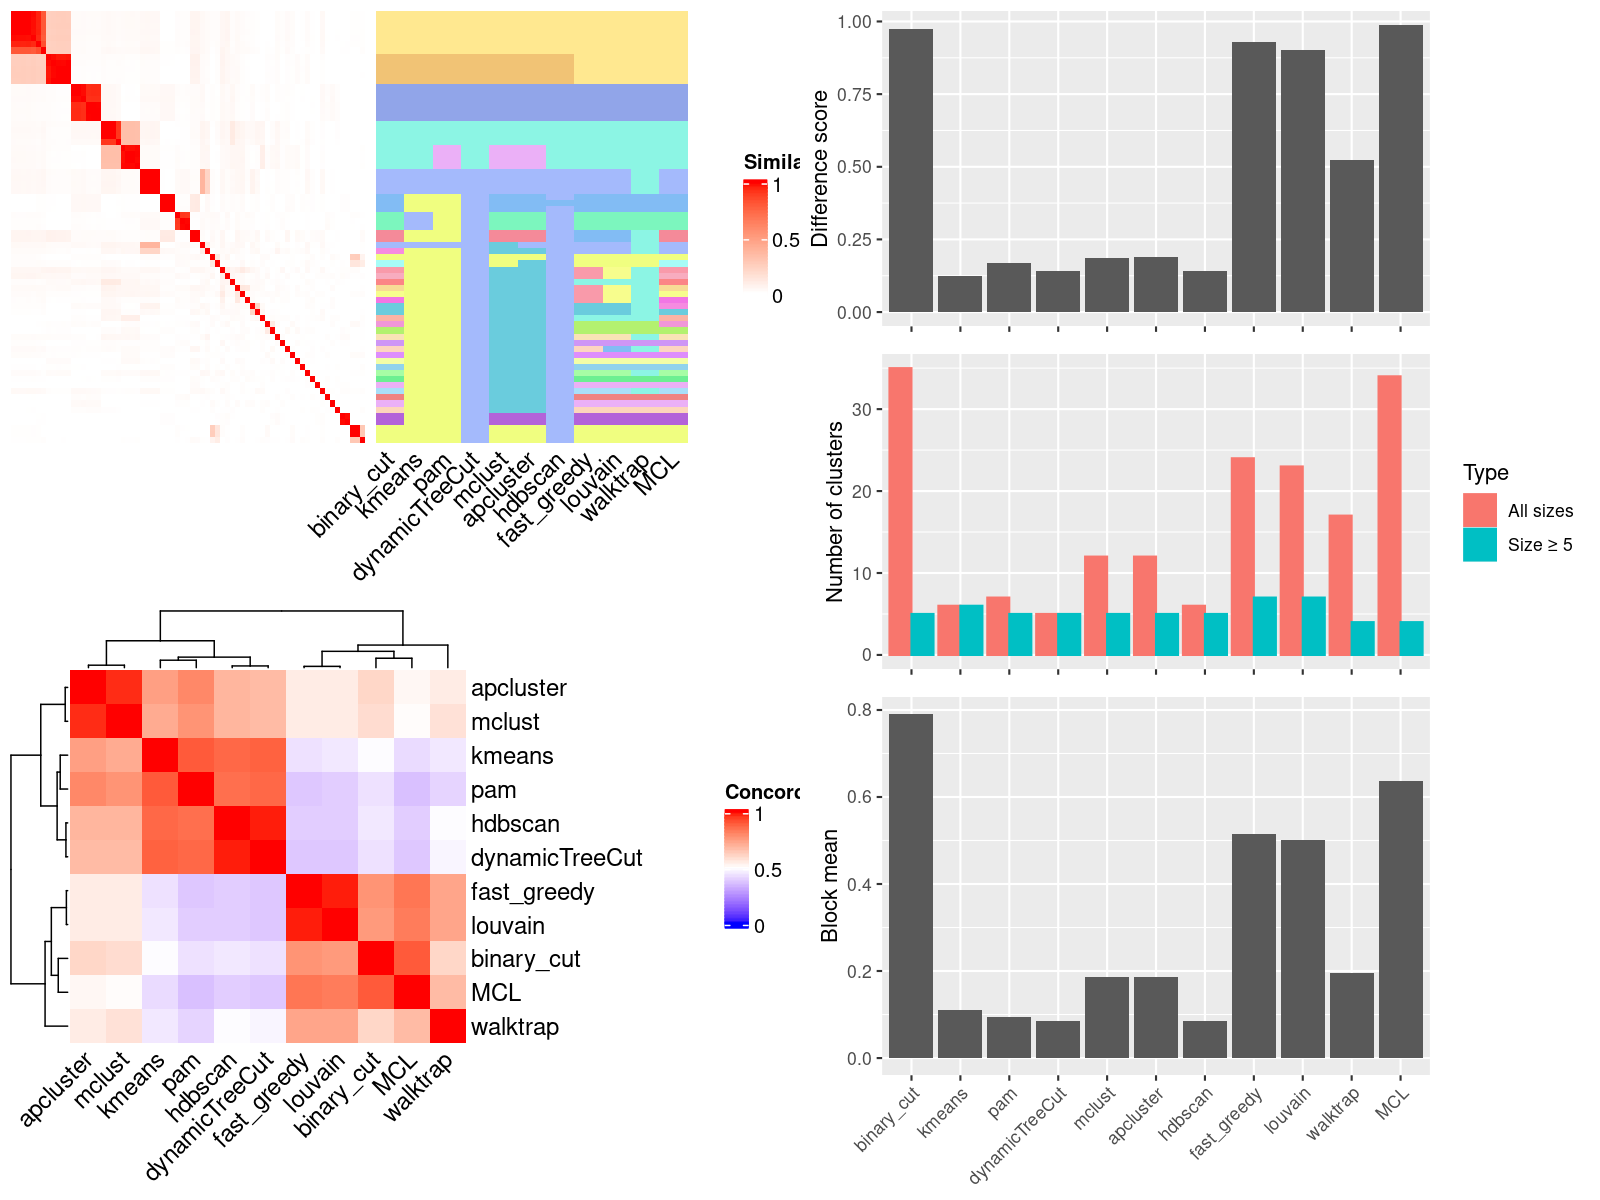 Simila
1
0.5
0
binary_cut
kmeans
pam
dynamicTreeCut
mclust
apcluster
hdbscan
fast_greedy
louvain
walktrap
MCL
apcluster
mclust
kmeans
pam
hdbscan
dynamicTreeCut
fast_greedy
louvain
binary_cut
MCL
walktrap
apcluster
mclust
kmeans
pam
hdbscan
dynamicTreeCut
fast_greedy
louvain
binary_cut
MCL
walktrap
Concord
1
0.5
0
Difference score
1.00
0.75
0.50
0.25
0.00
Number of clusters
30
20
10
0
Type
All sizes
Size ≥ 5
Block mean
0.8
0.6
0.4
0.2
0.0
binary_cut
kmeans
pam
dynamicTreeCut
mclust
apcluster
hdbscan
fast_greedy
louvain
walktrap
MCL